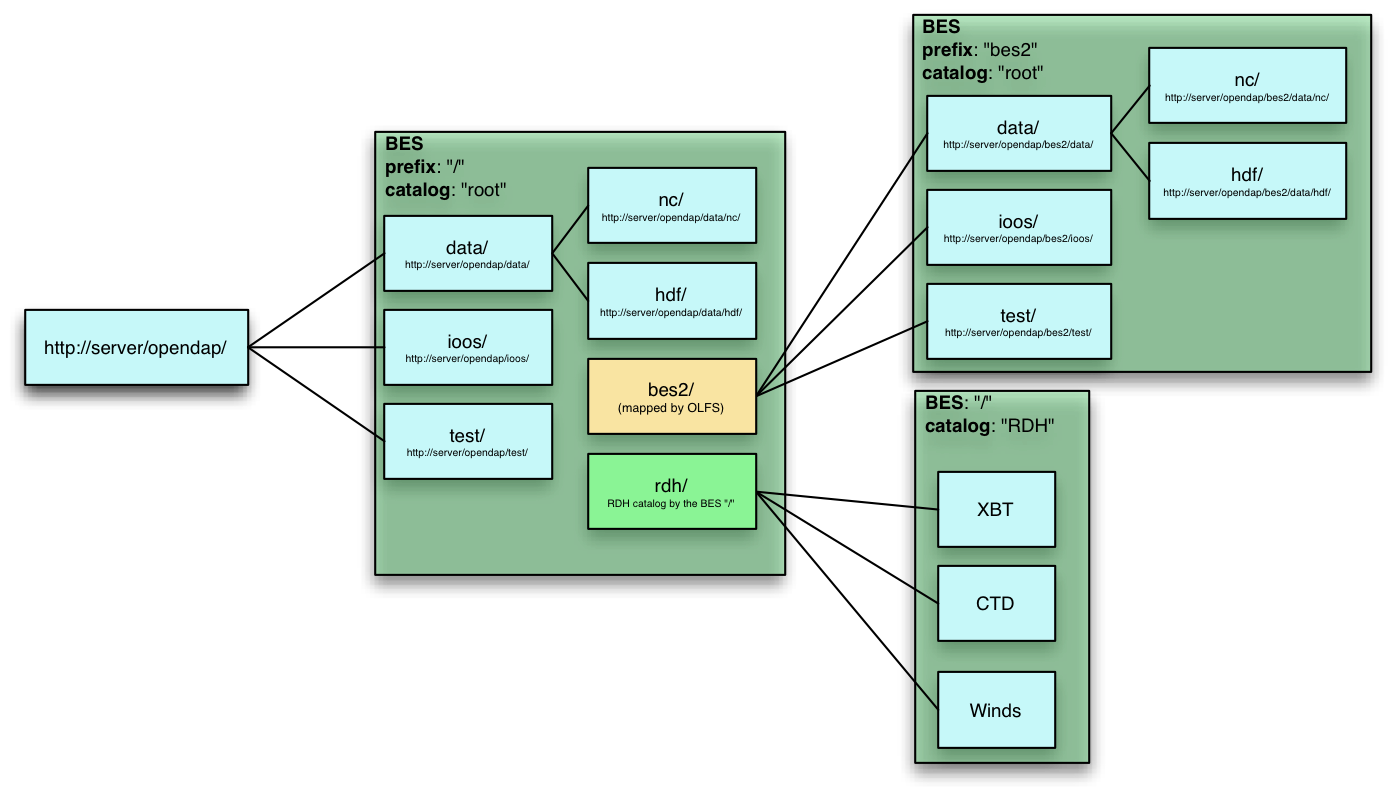 http://server/opendap/
BES
prefix: "/"
catalog: "root"
data/
http://server/opendap/data/
ioos/
http://server/opendap/ioos/
test/
http://server/opendap/test/
nc/
http://server/opendap/data/nc/
hdf/
http://server/opendap/data/hdf/
bes2/
(mapped by OLFS)
rdh/
RDH catalog by the BES "/"
BES
prefix: "bes2"
catalog: "root"
data/
http://server/opendap/bes2/data/
ioos/
http://server/opendap/bes2/ioos/
test/
http://server/opendap/bes2/test/
nc/
http://server/opendap/bes2/data/nc/
hdf/
http://server/opendap/bes2/data/hdf/
BES: "/"
catalog: "RDH"
XBT
CTD
Winds